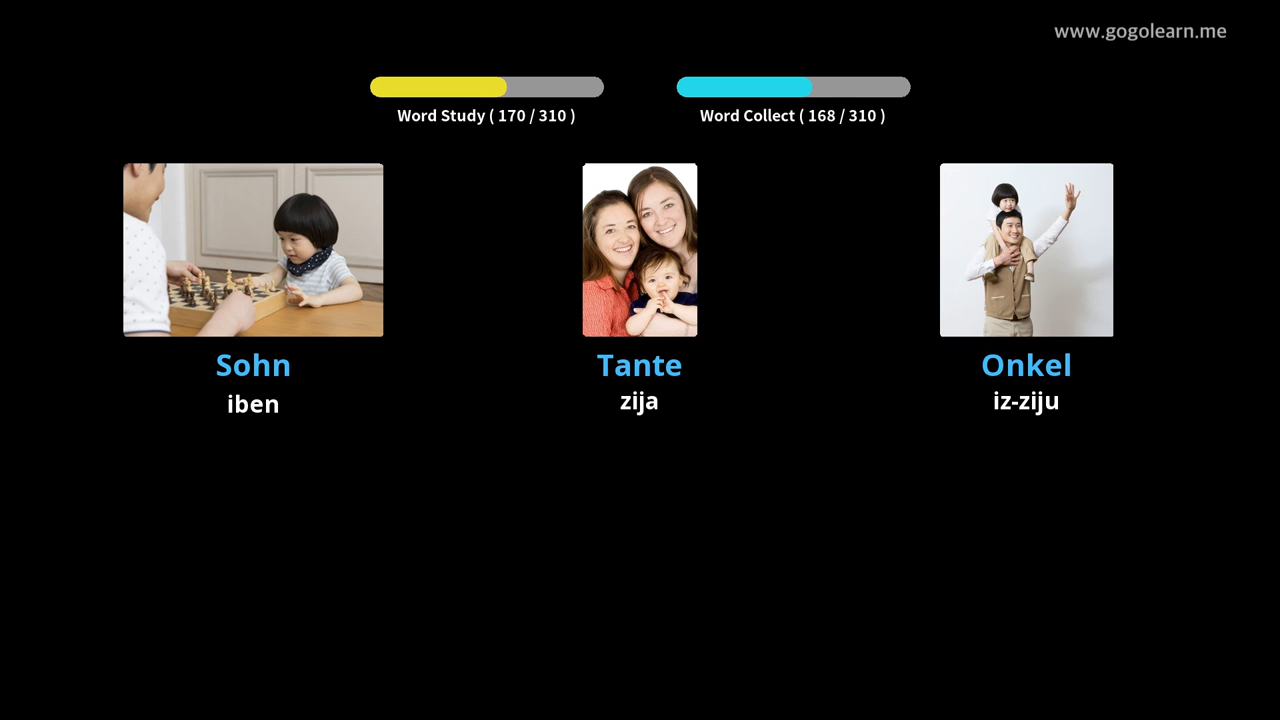 www.gogolearn.me
Word Study ( 170 / 310 )
Word Collect ( 168 / 310 )
Sohn
iben
Tante
zija
Onkel
iz-ziju